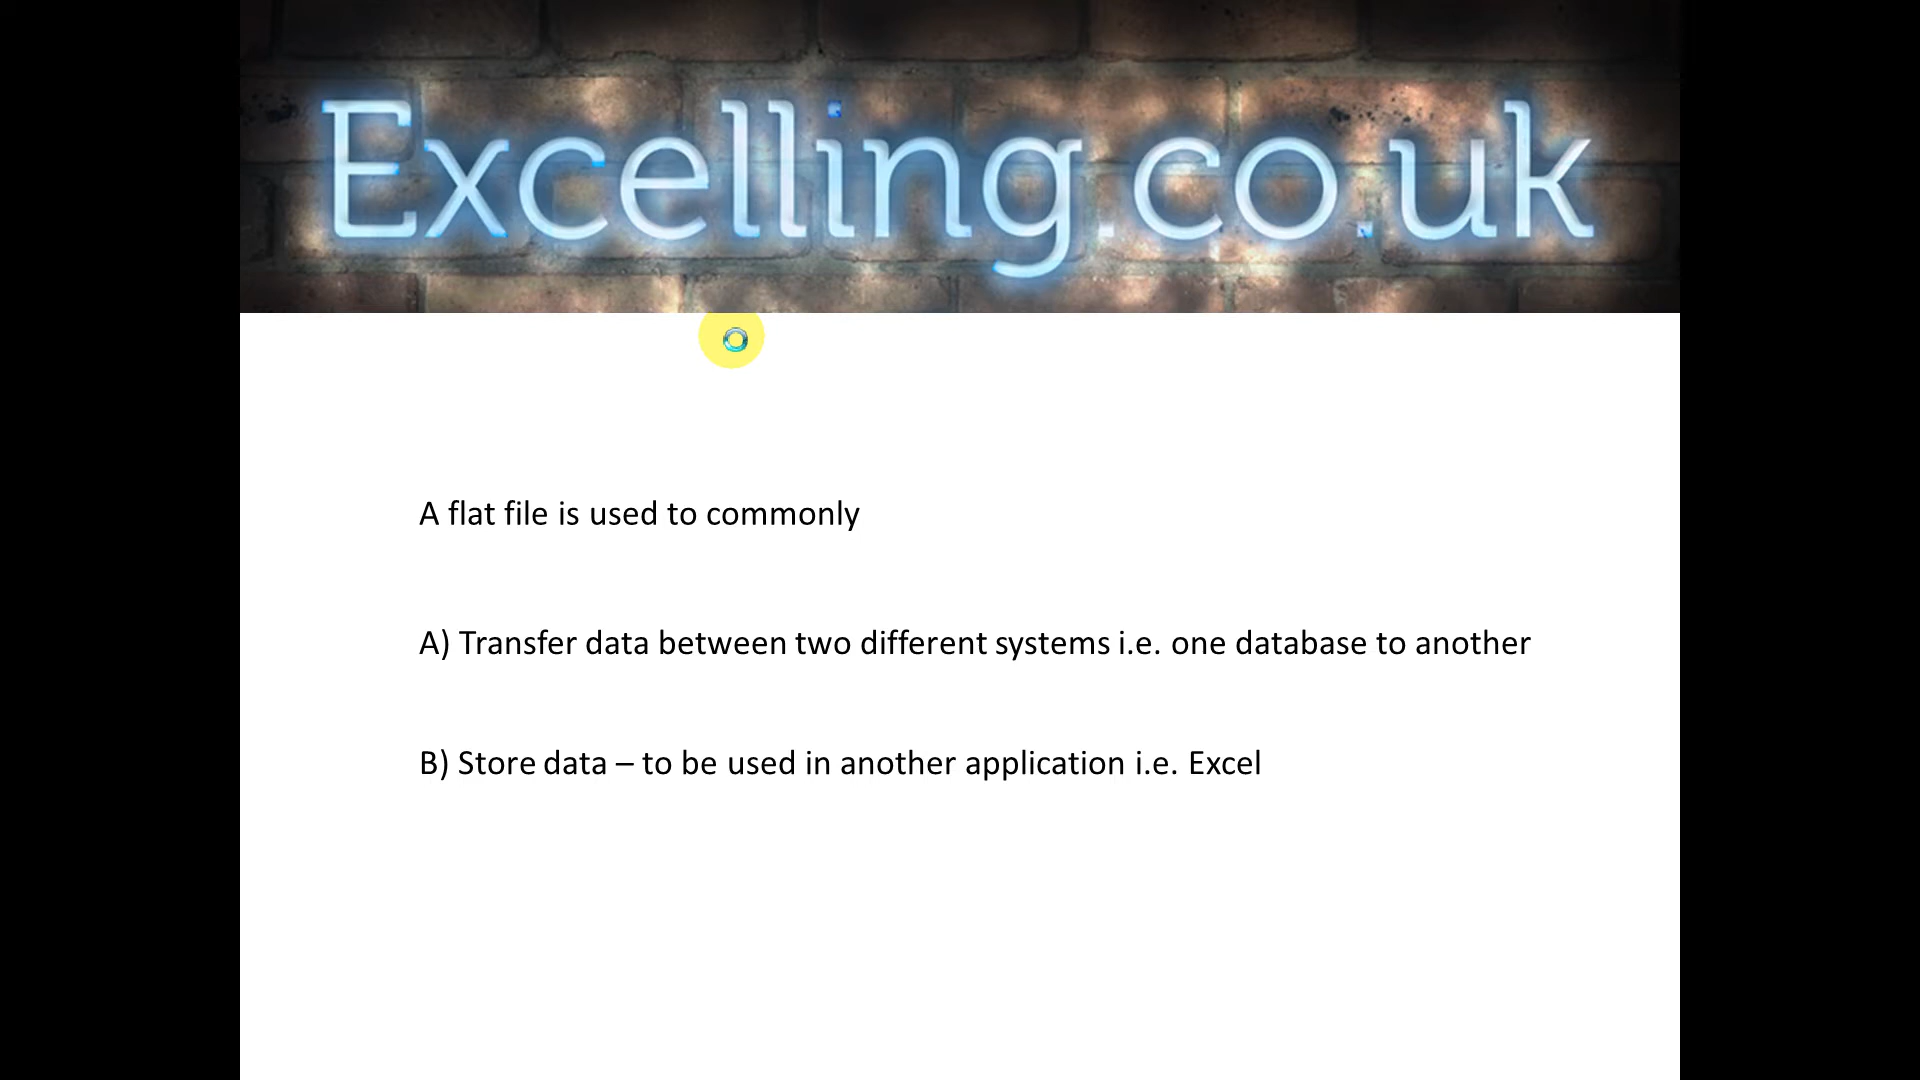 Excelling.co.uk
A flat file is used to commonly
A) Transfer data between two different systems i.e. one database to another
B) Store data – to be used in another application i.e. Excel